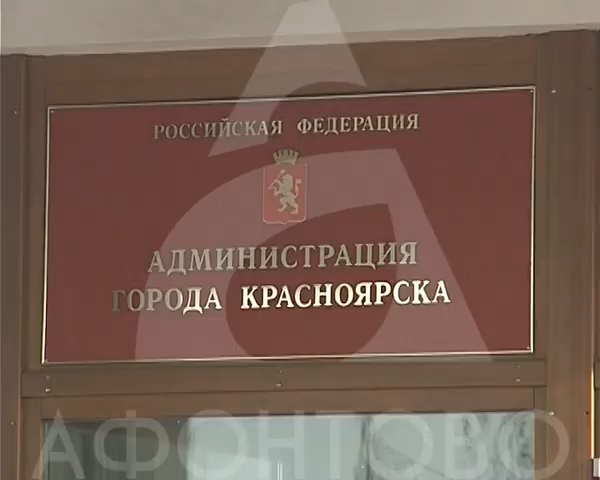 РОССИЙСКАЯ ФЕДЕРАЦИЯ
АДМИНИСТРАЦИЯ
ГОРОДА КРАСНОЯРСКА
АФОНТОВО